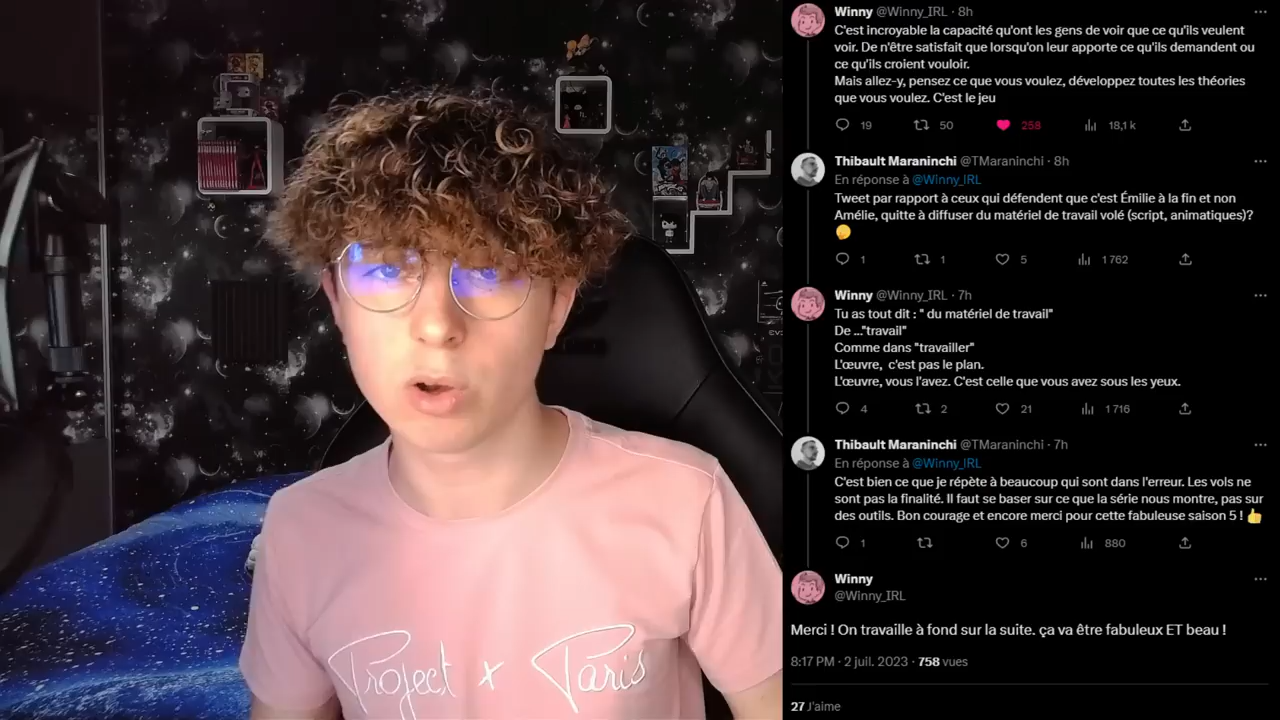 Winny @Winny_IRL · 8h
C'est incroyable la capacité qu'ont les gens de voir que ce qu'ils veulent
voir. De n'être satisfait que lorsqu'on leur apporte ce qu'ils demandent ou
ce qu'ils croient vouloir.
Mais allez-y, pensez ce que vous voulez, développez toutes les théories
que vous voulez. C'est le jeu
19 50 258 18,1 k
Thibault Maraninchi @TMaraninchi · 8h
En réponse à @Winny_IRL
Tweet par rapport à ceux qui défendent que c'est Émilie à la fin et non
Amélie, quitte à diffuser du matériel de travail volé (script, animatiques)?
1 1 5 1 762
Winny @Winny_IRL · 7h
Tu as tout dit : " du matériel de travail"
De ..."travail"
Comme dans "travailler"
L'œuvre, c'est pas le plan.
L'œuvre, vous l'avez. C'est celle que vous avez sous les yeux.
4 2 21 1 716
Thibault Maraninchi @TMaraninchi · 7h
En réponse à @Winny_IRL
C'est bien ce que je répète à beaucoup qui sont dans l'erreur. Les vols ne
sont pas la finalité. Il faut se baser sur ce que la série nous montre, pas sur
des outils. Bon courage et encore merci pour cette fabuleuse saison 5 ! 👍
1 6 880
Winny
@Winny_IRL
Merci ! On travaille à fond sur la suite. ça va être fabuleux ET beau !
8:17 PM · 2 juil. 2023 · 758 vues
27 J'aime
Project x Paris